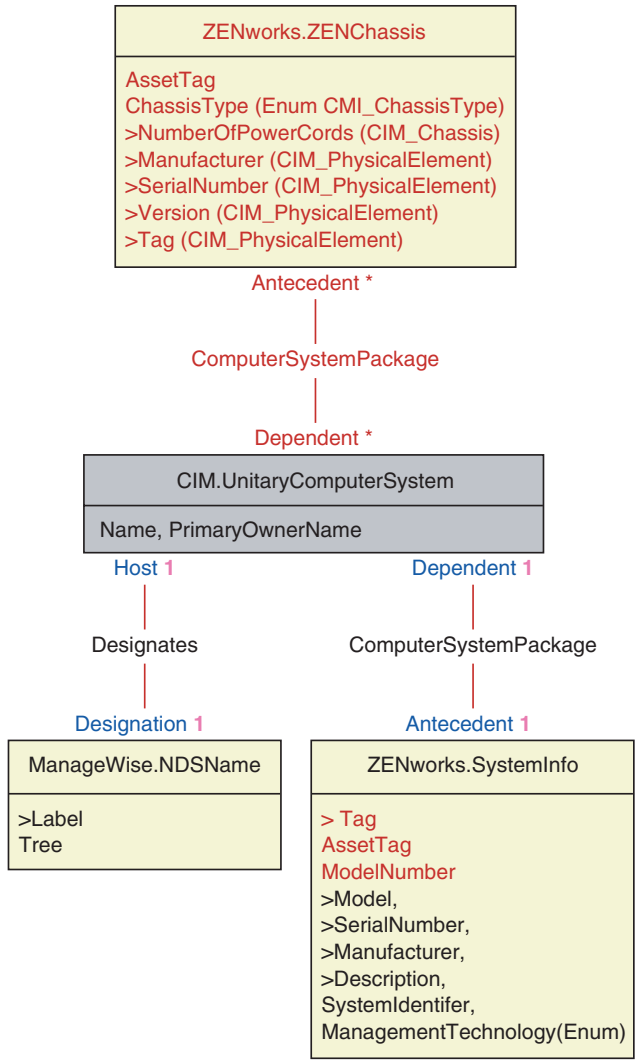 ZENworks.ZENChassis
AssetTag
ChassisType (Enum CMI_ChassisType)
>NumberOfPowerCords (CIM_Chassis)
>Manufacturer (CIM_PhysicalElement)
>SerialNumber (CIM_PhysicalElement)
>Version (CIM_PhysicalElement)
>Tag (CIM_PhysicalElement)
Antecedent *
ComputerSystemPackage
Dependent *
CIM.UnitaryComputerSystem
Name, PrimaryOwnerName
Host 1
Dependent 1
Designates
ComputerSystemPackage
Designation 1
Antecedent 1
ManageWise.NDSName
>Label
Tree
ZENworks.SystemInfo
> Tag
AssetTag
ModelNumber
>Model,
>SerialNumber,
>Manufacturer,
>Description,
SystemIdentifer,
ManagementTechnology(Enum)